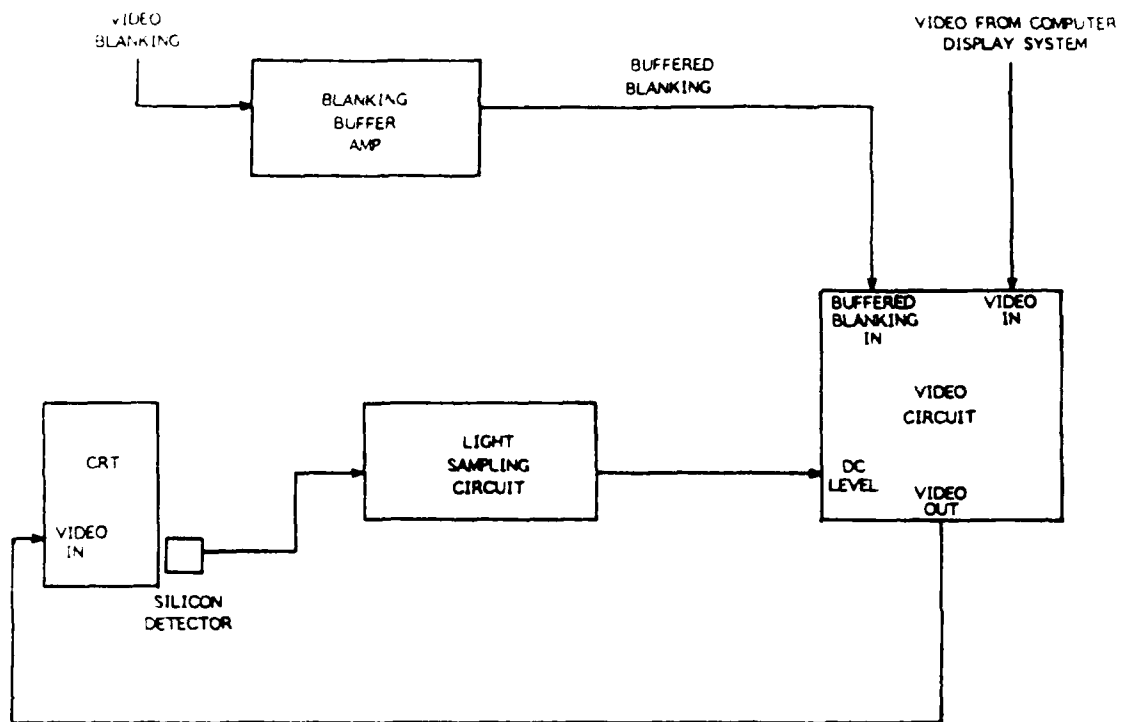 VIDEO
BLANKING
VIDEO FROM COMPUTER
DISPLAY SYSTEM
BUFFERED
BLANKING
BLANKING
BUFFER
AMP
BUFFERED
BLANKING
IN
VIDEO
IN
VIDEO
CIRCUIT
DC
LEVEL
VIDEO
OUT
LIGHT
SAMPLING
CIRCUIT
CRT
VIDEO
IN
SILICON
DETECTOR